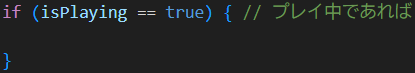 if (isPlaying == true) { // プレイ中であれば
}